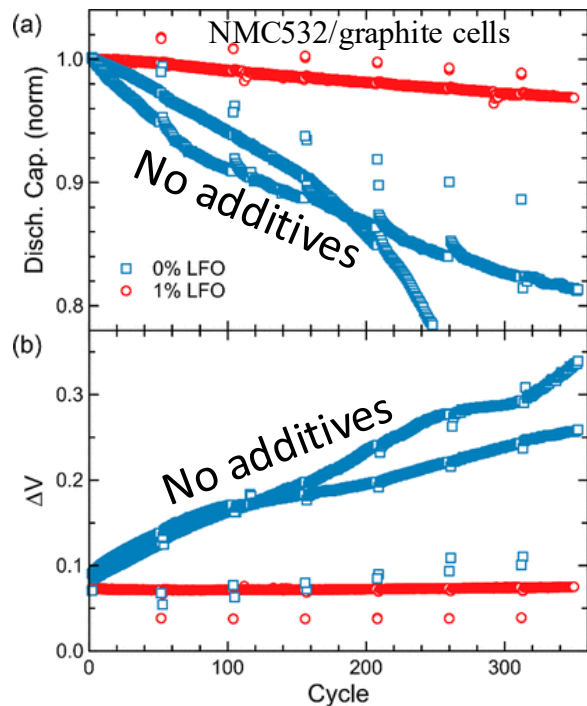 (a)
NMC532/graphite cells
1.0
0.9
0.8
Disch. Cap. (norm)
No additives
0% LFO
1% LFO
(b)
0.3
0.2
0.1
0.0
ΔV
No additives
0 100 200 300
Cycle